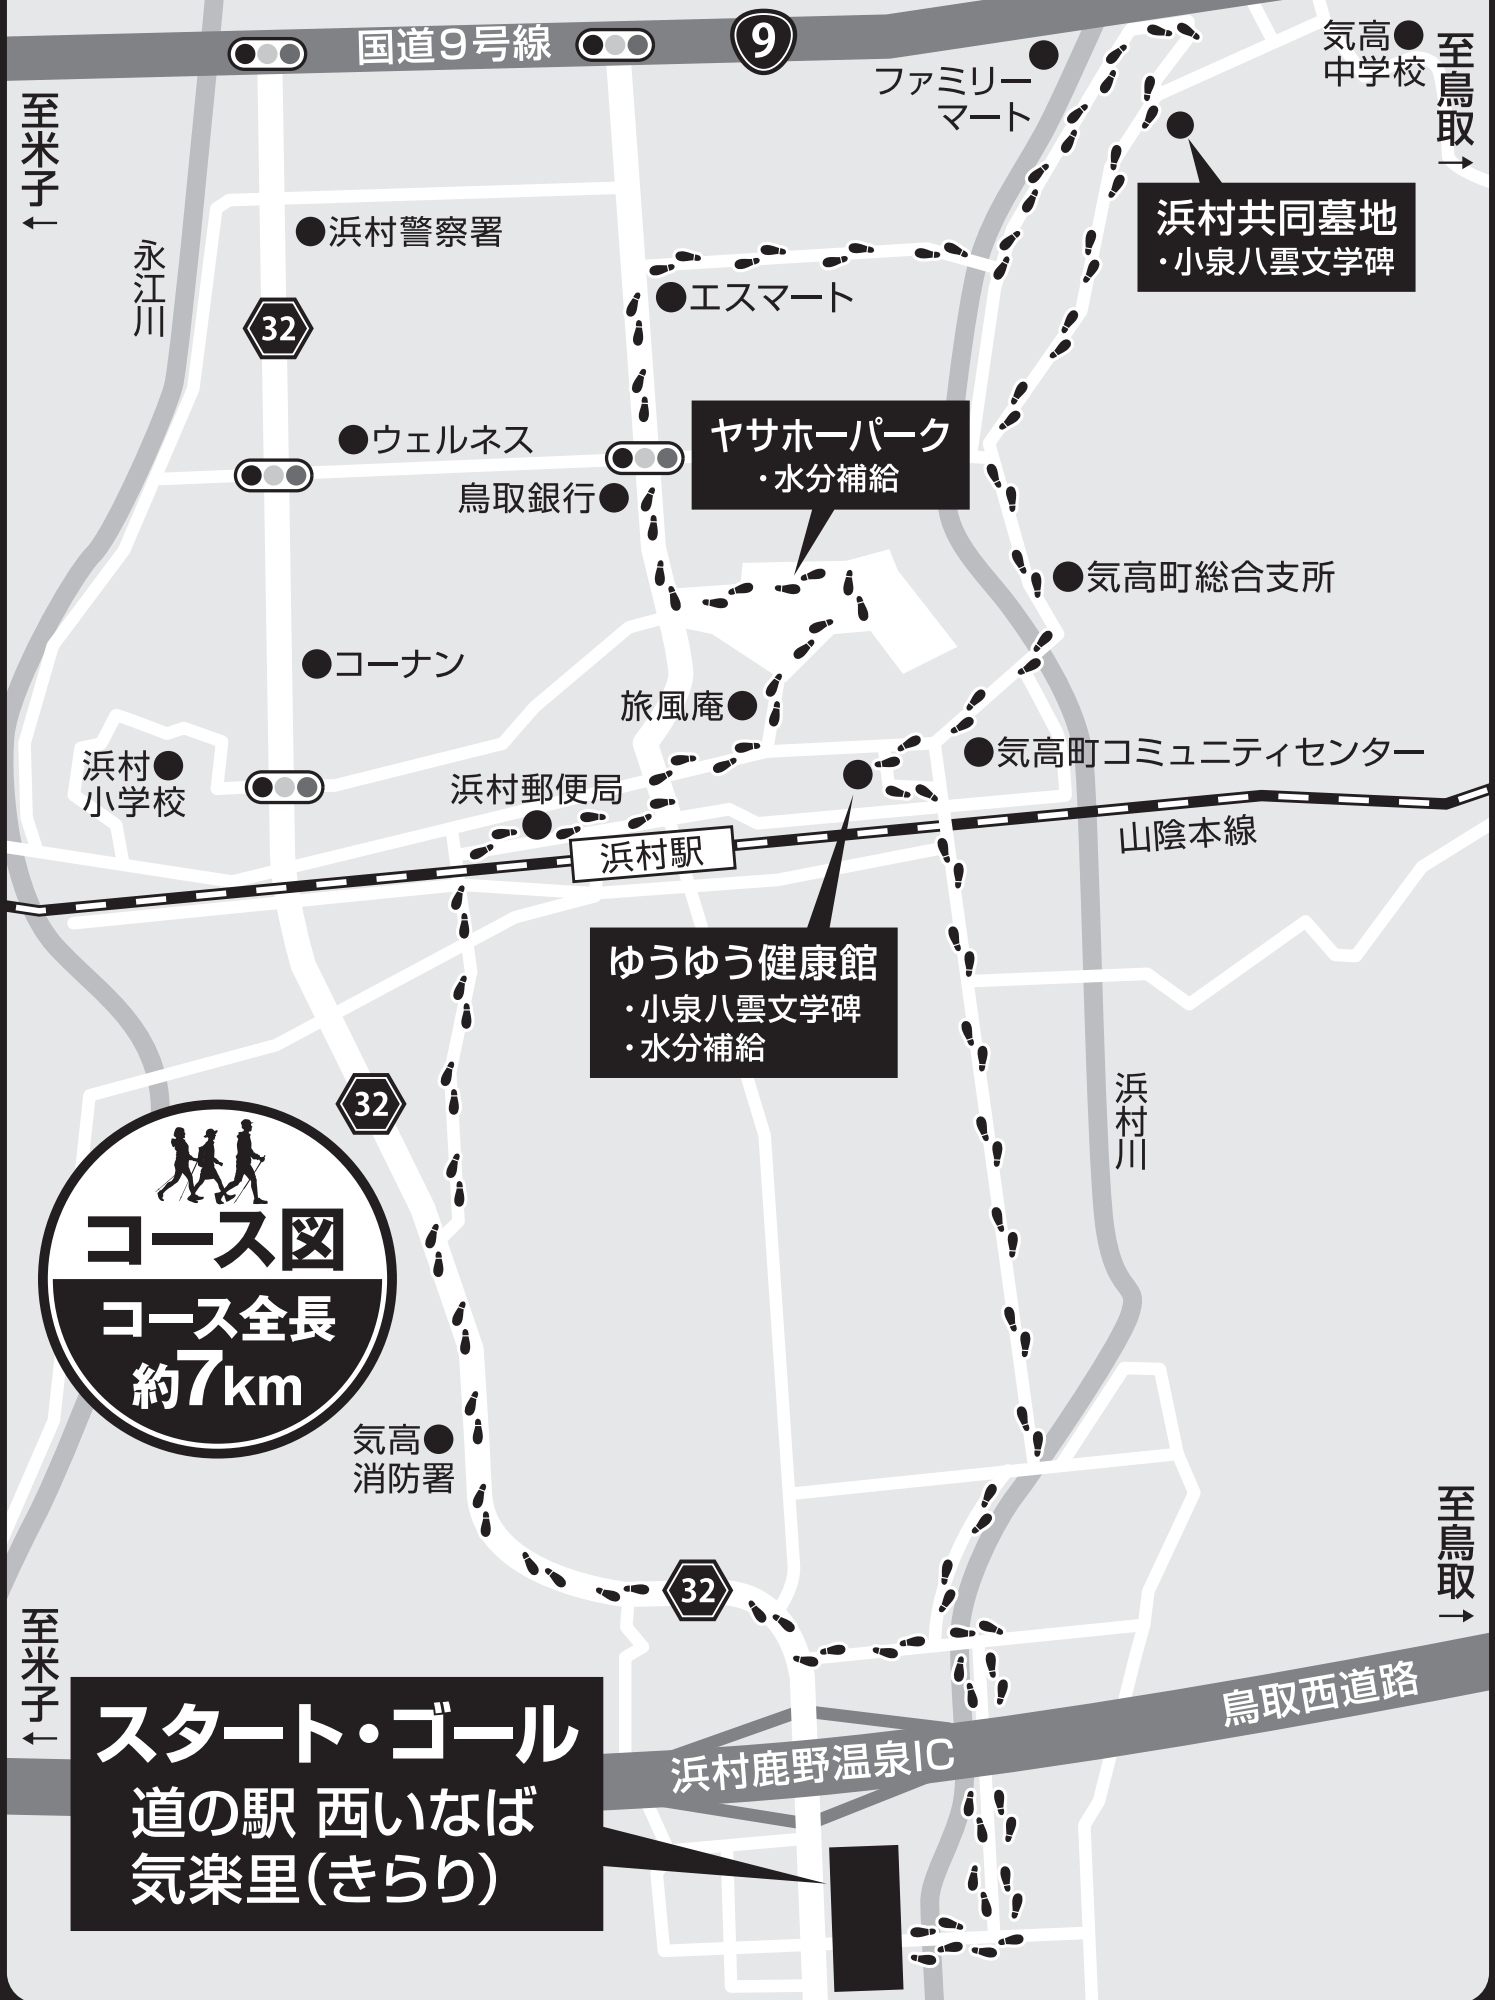 国道9号線
9
ファミリー
マート
気高
中学校
至鳥取→
至米子←
浜村共同墓地
・小泉八雲文学碑
浜村警察署
永江川
32
エスマート
ウェルネス
ヤサホーパーク
・水分補給
鳥取銀行
気高町総合支所
コーナン
旅風庵
浜村
小学校
気高町コミュニティセンター
浜村郵便局
浜村駅
山陰本線
ゆうゆう健康館
・小泉八雲文学碑
・水分補給
32
浜村川
コース図
コース全長
約7km
気高
消防署
32
至鳥取→
至米子←
鳥取西道路
浜村鹿野温泉IC
スタート・ゴール
道の駅 西いなば
気楽里(きらり)